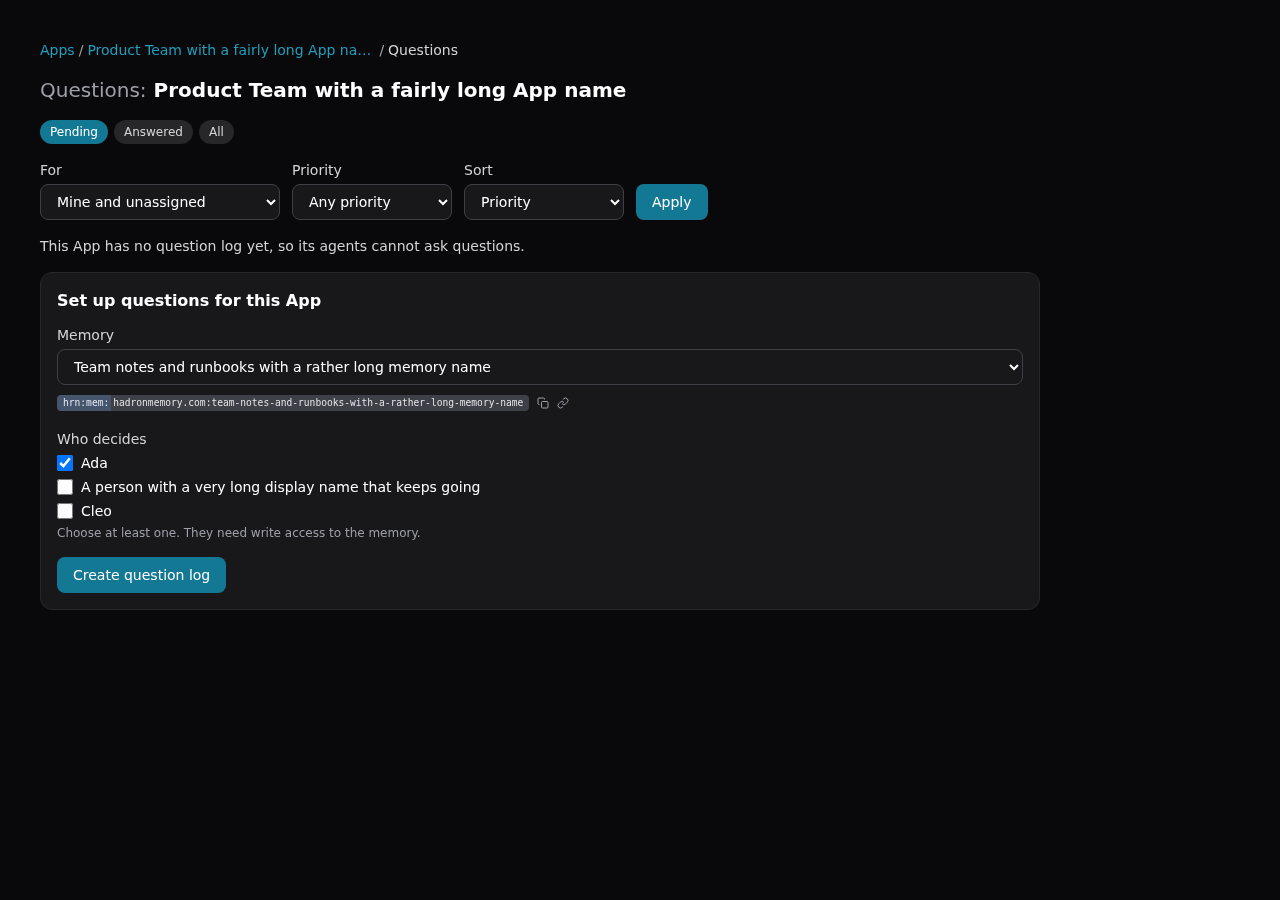 Apps / Product Team with a fairly long App na… / Questions
Questions: Product Team with a fairly long App name
Pending Answered All
For Priority Sort
Mine and unassigned Any priority Priority Apply
This App has no question log yet, so its agents cannot ask questions.
Set up questions for this App
Memory
Team notes and runbooks with a rather long memory name
hrn:mem: hadronmemory.com:team-notes-and-runbooks-with-a-rather-long-memory-name
Who decides
Ada
A person with a very long display name that keeps going
Cleo
Choose at least one. They need write access to the memory.
Create question log